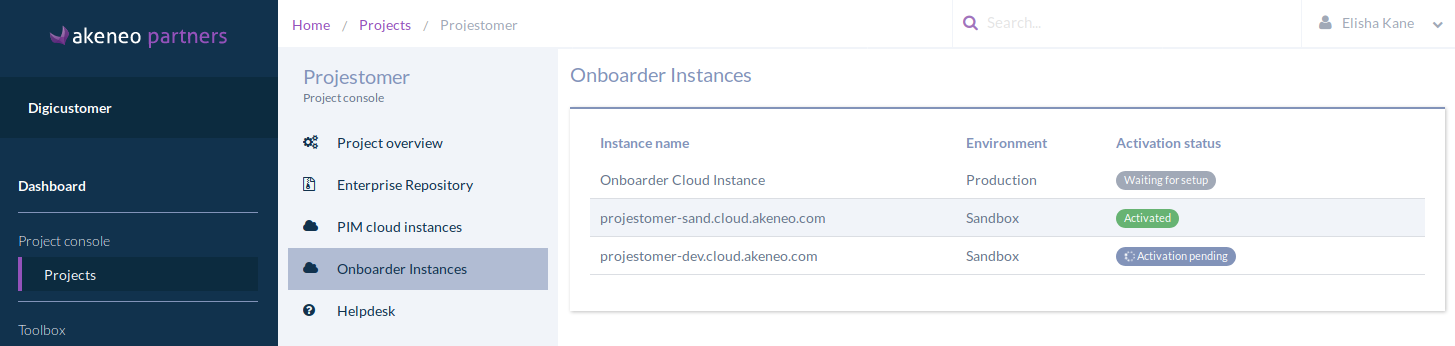 akeneo partners
Digicustomer
Dashboard
Project console
Projects
Toolbox
Home / Projects / Projestomer
Search...
Elisha Kane
Projestomer
Project console
Project overview
Enterprise Repository
PIM cloud instances
Onboarder Instances
Helpdesk
Onboarder Instances
Instance name Environment Activation status
Onboarder Cloud Instance Production Waiting for setup
projestomer-sand.cloud.akeneo.com Sandbox Activated
projestomer-dev.cloud.akeneo.com Sandbox Activation pending